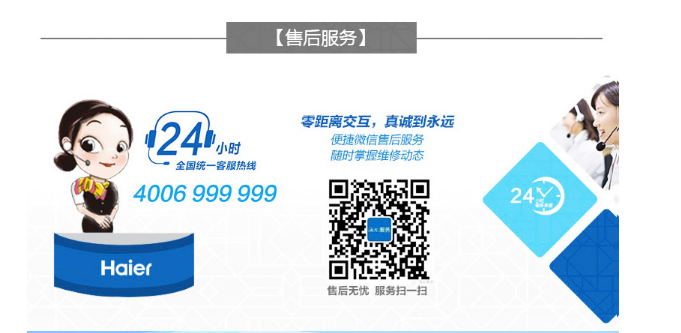 【售后服务】
24小时
全国统一客服热线
4006 999 999
Haier
零距离交互，真诚到永远
便捷微信售后服务
随时掌握维修动态
售后无忧 服务扫一扫
24